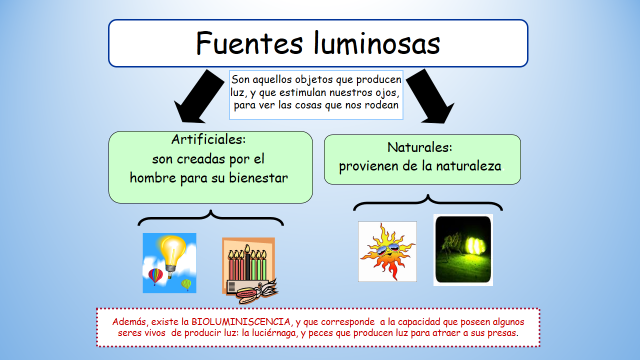 Fuentes luminosas
Son aquellos objetos que producen
luz, y que estimulan nuestros ojos,
para ver las cosas que nos rodean
Artificiales:
son creadas por el
hombre para su bienestar
Naturales:
provienen de la naturaleza
Además, existe la BIOLUMINISCENCIA, y que corresponde a la capacidad que poseen algunos
seres vivos de producir luz: la luciérnaga, y peces que producen luz para atraer a sus presas.